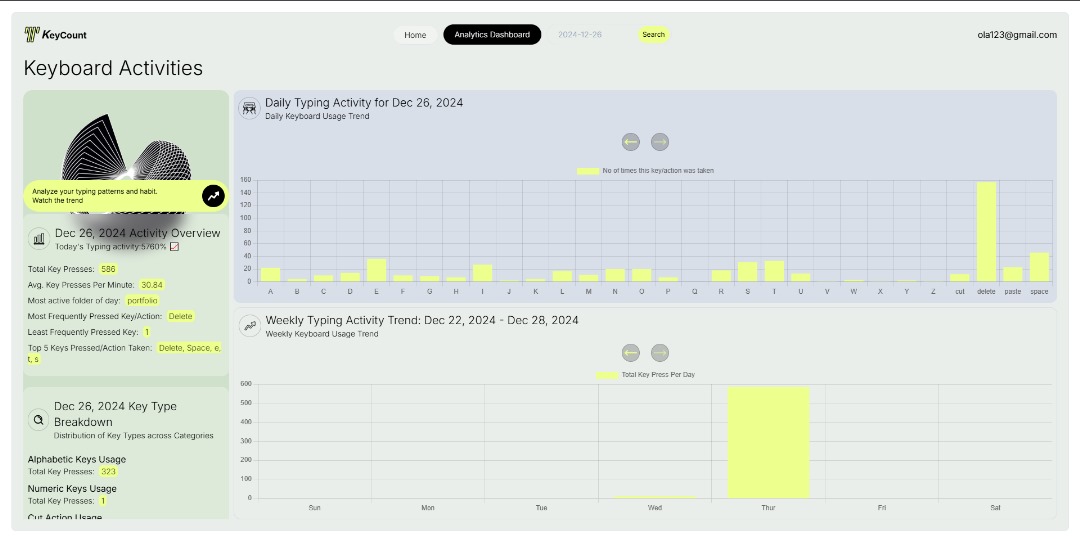 KeyCount
Home
Analytics Dashboard
2024-12-26
Search
ola123@gmail.com
Keyboard Activities
Analyze your typing patterns and habit.
Watch the trend
Dec 26, 2024 Activity Overview
Today's Typing activity:5760%
Total Key Presses: 586
Avg. Key Presses Per Minute: 30.84
Most active folder of day: portfolio
Most Frequently Pressed Key/Action: Delete
Least Frequently Pressed Key: 1
Top 5 Keys Pressed/Action Taken: Delete, Space, e,
t, s
Dec 26, 2024 Key Type
Breakdown
Distribution of Key Types across Categories
Alphabetic Keys Usage
Total Key Presses: 323
Numeric Keys Usage
Total Key Presses: 1
Cut Action Usage
Daily Typing Activity for Dec 26, 2024
Daily Keyboard Usage Trend
No of times this key/action was taken
160
140
120
100
80
60
40
20
0
A B C D E F G H I J K L M N O P Q R S T U V W X Y Z cut delete paste space
Weekly Typing Activity Trend: Dec 22, 2024 - Dec 28, 2024
Weekly Keyboard Usage Trend
Total Key Press Per Day
600
500
400
300
200
100
0
Sun Mon Tue Wed Thur Fri Sat